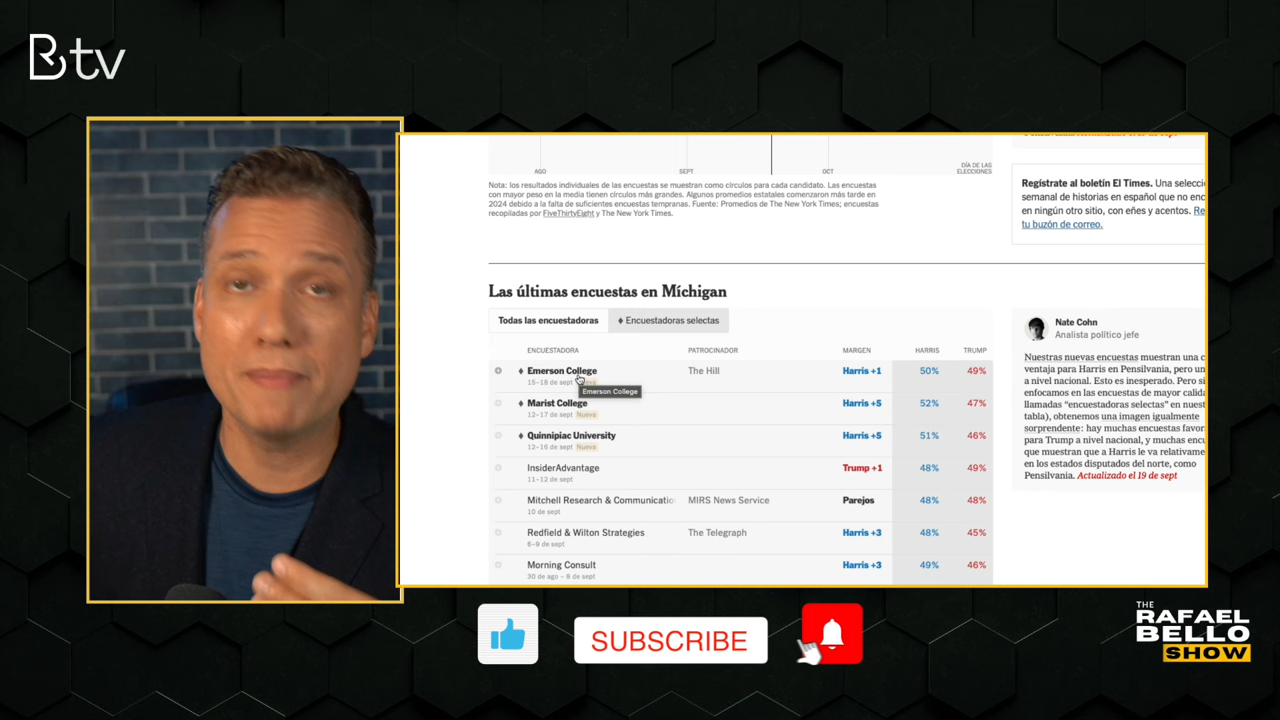 Btv
AGO SEPT OCT DÍA DE LAS
ELECCIONES
Nota: los resultados individuales de las encuestas se muestran como círculos para cada candidato. Las encuestas
con mayor peso en la media tienen círculos más grandes. Algunos promedios estatales comenzaron más tarde en
2024 debido a la falta de suficientes encuestas tempranas. Fuente: Promedios de The New York Times; encuestas
recopiladas por FiveThirtyEight y The New York Times.
Regístrate al boletín El Times. Una selecci
semanal de historias en español que no enc
en ningún otro sitio, con eñes y acentos. Re
tu buzón de correo.
Las últimas encuestas en Míchigan
Todas las encuestadoras ♦ Encuestadoras selectas
ENCUESTADORA PATROCINADOR MARGEN HARRIS TRUMP
♦ Emerson College The Hill Harris +1 50% 49%
15–18 de sept
Emerson College
♦ Marist College Harris +5 52% 47%
12–17 de sept Nueva
♦ Quinnipiac University Harris +5 51% 46%
12–16 de sept Nueva
InsiderAdvantage Trump +1 48% 49%
11–12 de sept
Mitchell Research & Communicatio MIRS News Service Parejos 48% 48%
10 de sept
Redfield & Wilton Strategies The Telegraph Harris +3 48% 45%
6–9 de sept
Morning Consult Harris +3 49% 46%
30 de ago – 8 de sept
Nate Cohn
Analista político jefe
Nuestras nuevas encuestas muestran una c
ventaja para Harris en Pensilvania, pero un
a nivel nacional. Esto es inesperado. Pero si
enfocamos en las encuestas de mayor calida
llamadas “encuestadoras selectas” en nuest
tabla), obtenemos una imagen igualmente
sorprendente: hay muchas encuestas favor
para Trump a nivel nacional, y muchas encu
que muestran que a Harris le va relativame
en los estados disputados del norte, como
Pensilvania. Actualizado el 19 de sept
SUBSCRIBE
THE
RAFAEL
BELLO
SHOW